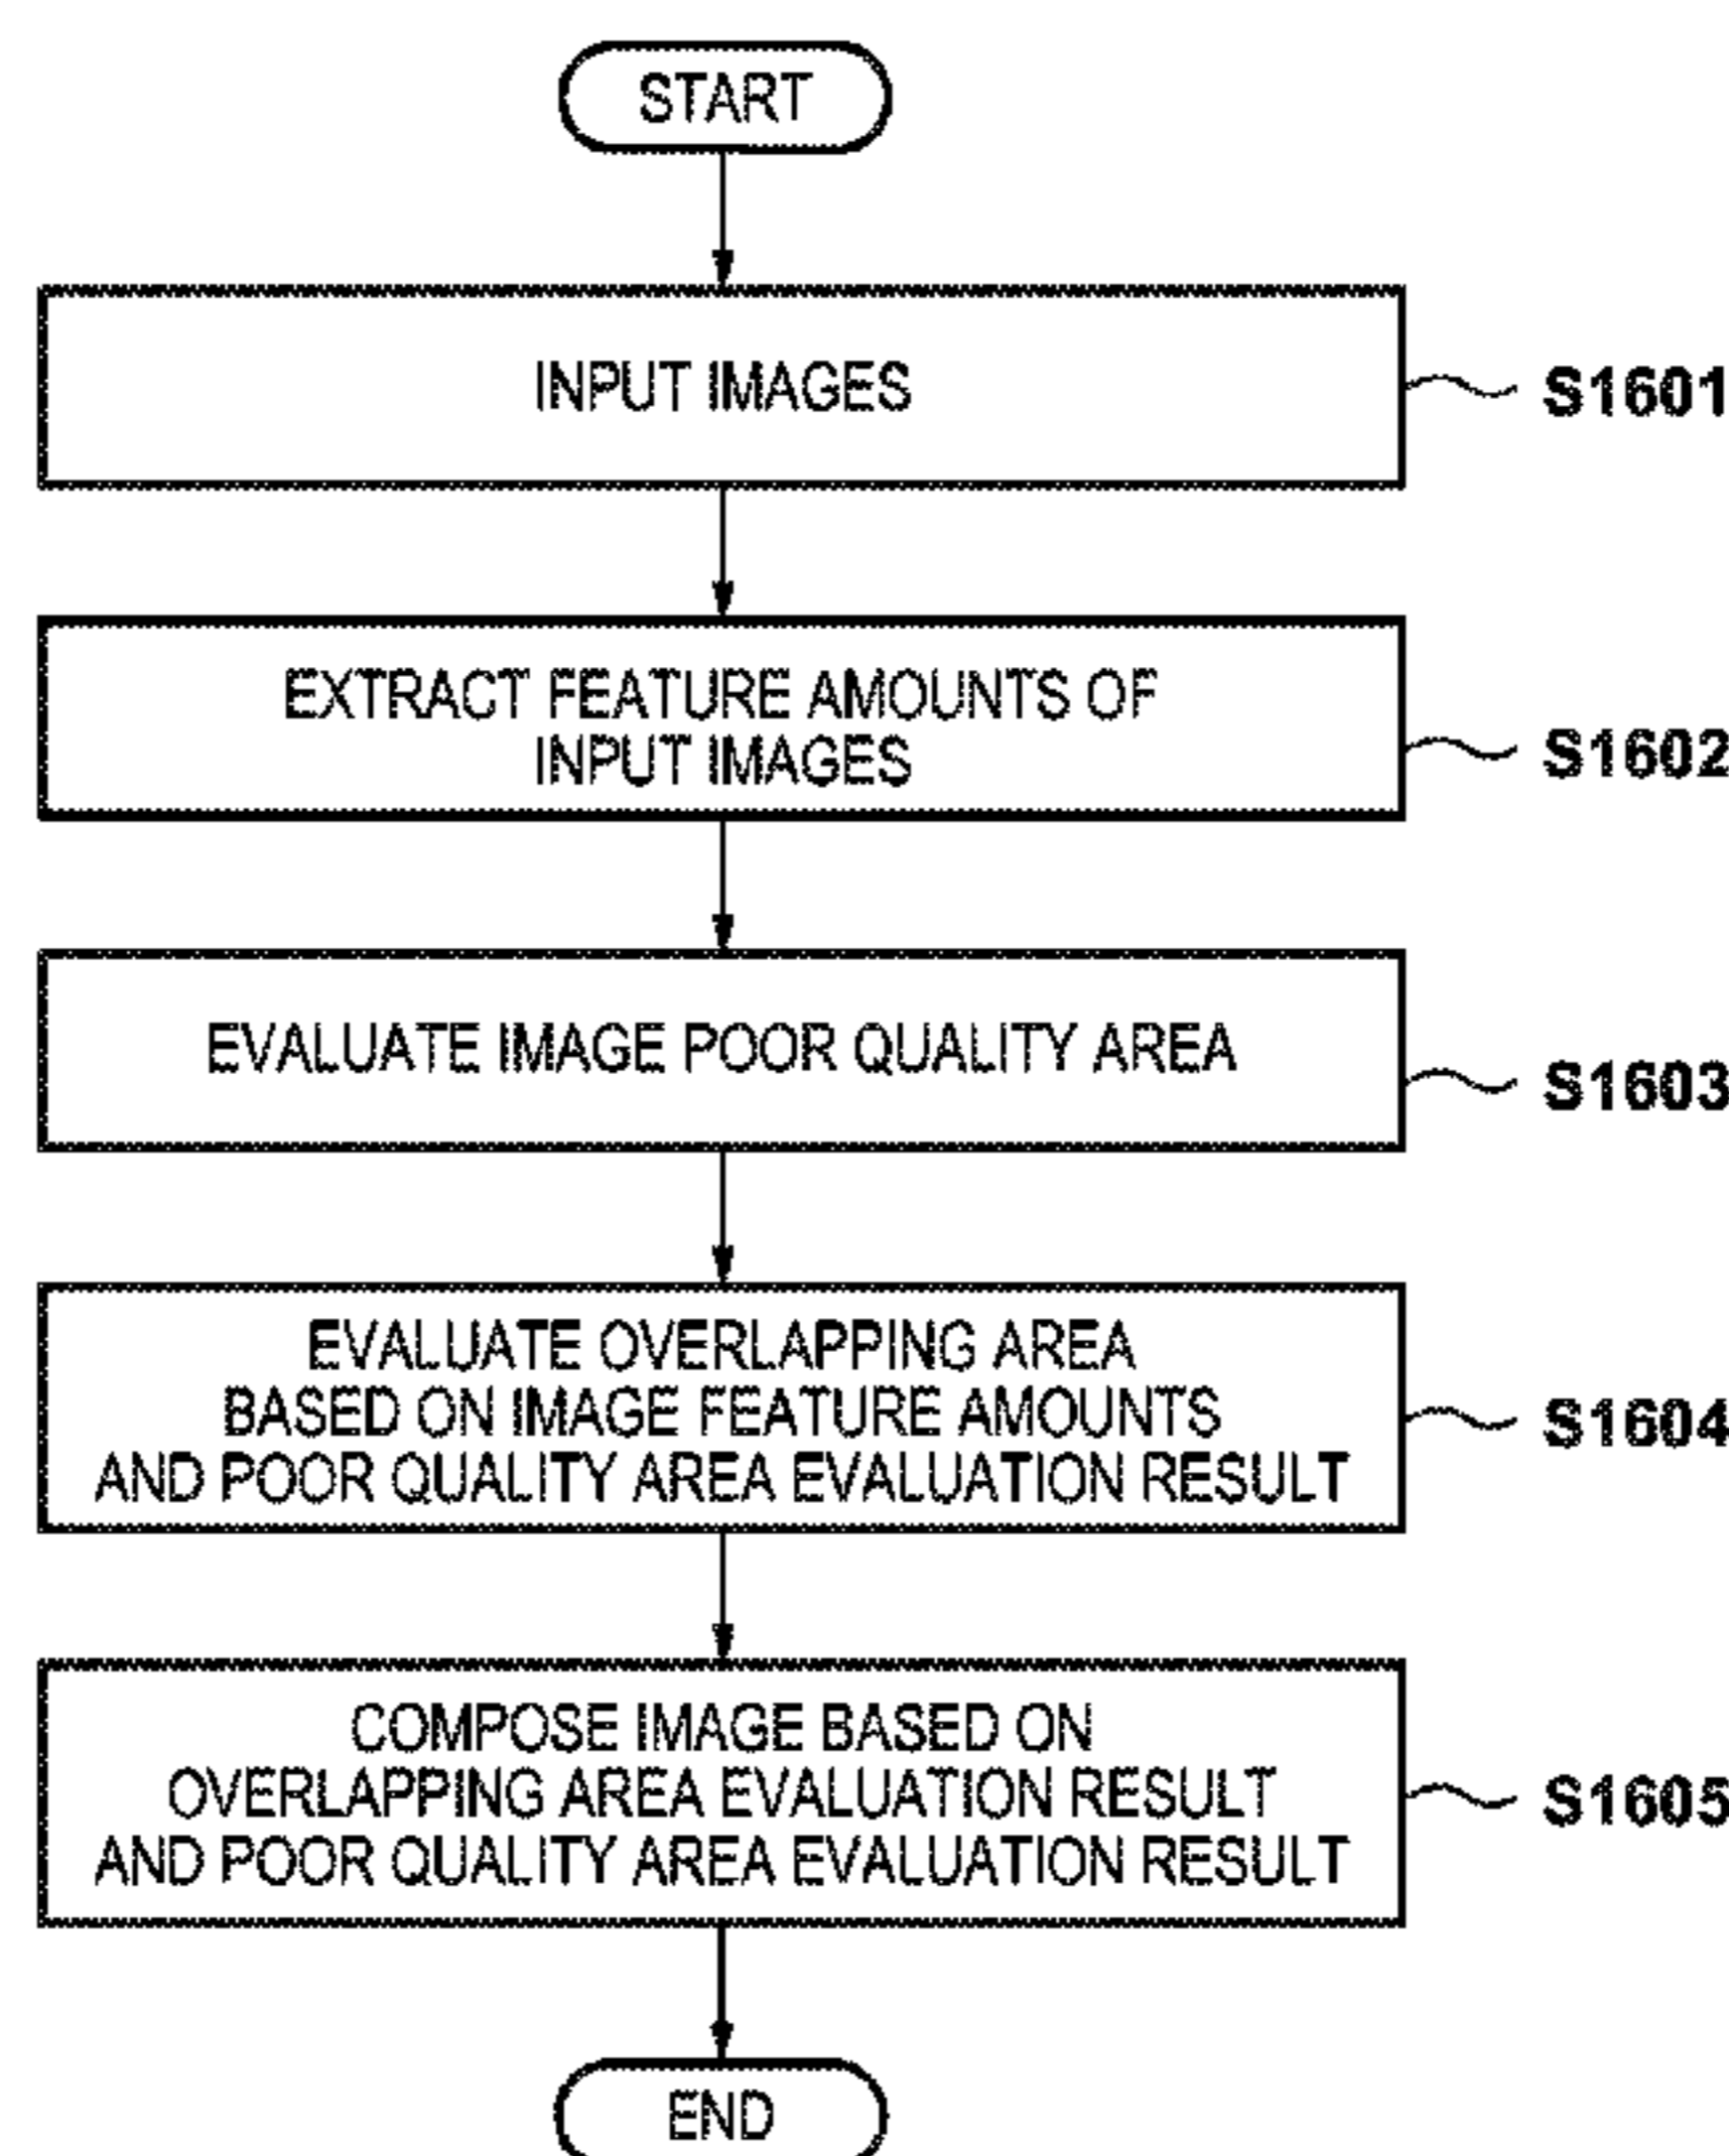 START
INPUT IMAGES
S1601
EXTRACT FEATURE AMOUNTS OF
INPUT IMAGES
S1602
EVALUATE IMAGE POOR QUALITY AREA
S1603
EVALUATE OVERLAPPING AREA
BASED ON IMAGE FEATURE AMOUNTS
AND POOR QUALITY AREA EVALUATION RESULT
S1604
COMPOSE IMAGE BASED ON
OVERLAPPING AREA EVALUATION RESULT
AND POOR QUALITY AREA EVALUATION RESULT
S1605
END